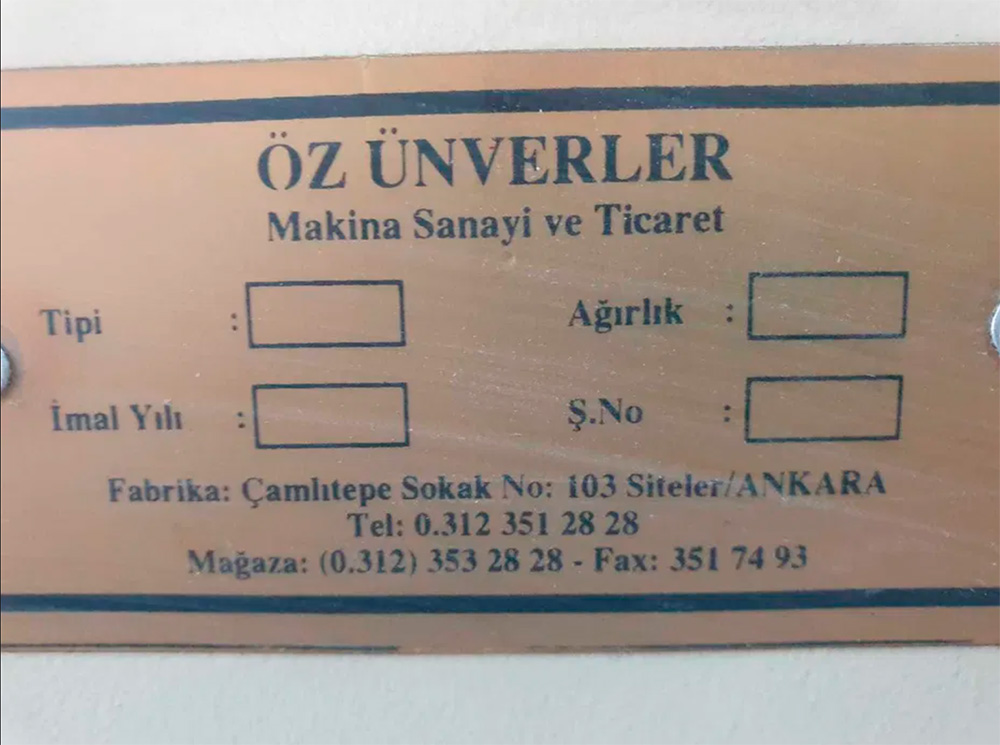 ÖZ ÜNVERLER
Makina Sanayi ve Ticaret
Tipi : Ağırlık :
İmal Yılı : Ş.No :
Fabrika: Çamlıtepe Sokak No: 103 Siteler/ANKARA
Tel: 0.312 351 28 28
Mağaza: (0.312) 353 28 28 - Fax: 351 74 93